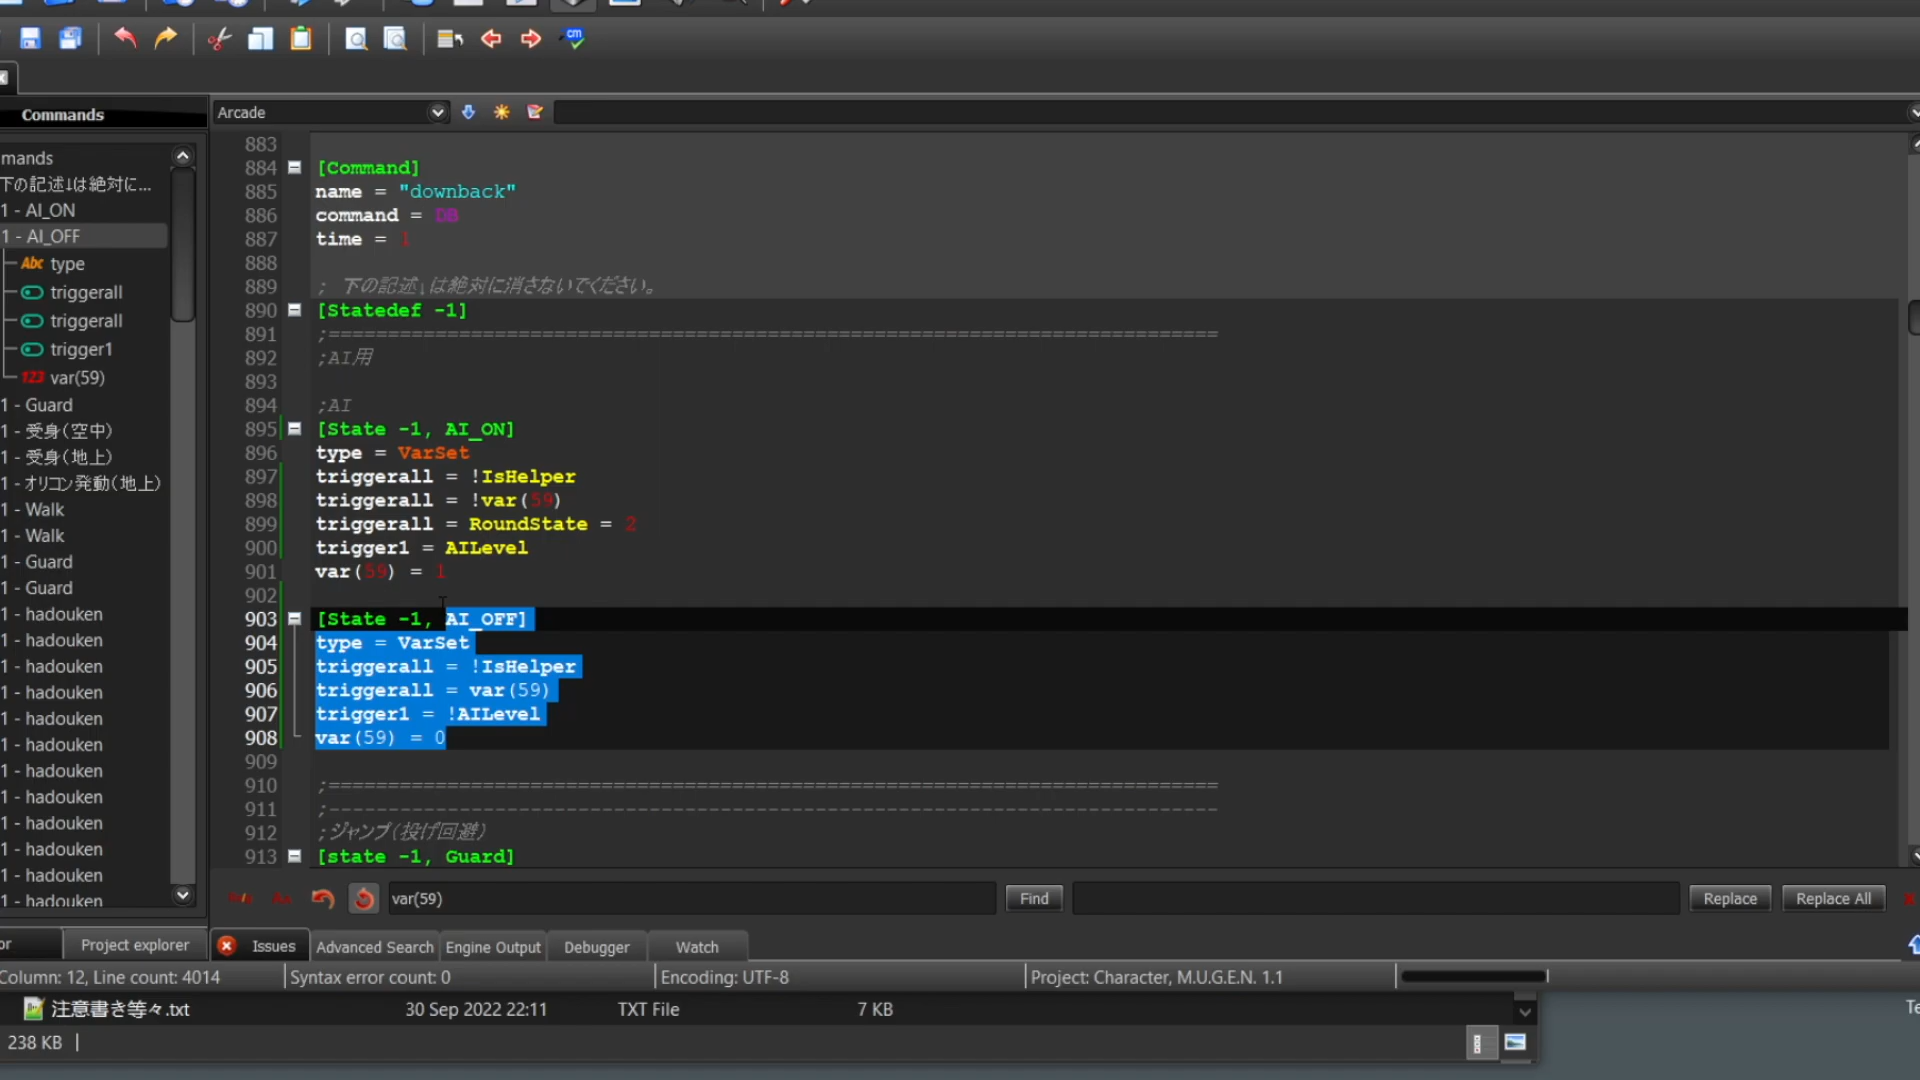 Commands
mands
下の記述↓は絶対に...
1 - AI_ON
1 - AI_OFF
Abc type
triggerall
triggerall
trigger1
123 var(59)
1 - Guard
1 - 受身(空中)
1 - 受身(地上)
1 - オリコン発動(地上)
1 - Walk
1 - Walk
1 - Guard
1 - Guard
1 - hadouken
1 - hadouken
1 - hadouken
1 - hadouken
1 - hadouken
1 - hadouken
1 - hadouken
1 - hadouken
1 - hadouken
1 - hadouken
1 - hadouken
1 - hadouken
or
Project explorer
cm
Arcade
883
884 [Command]
885 name = "downback"
886 command = DB
887 time = 1
888
889 ; 下の記述↓は絶対に消さないでください。
890 [Statedef -1]
891 ;===========================================================================
892 ;AI用
893
894 ;AI
895 [State -1, AI_ON]
896 type = VarSet
897 triggerall = !IsHelper
898 triggerall = !var(59)
899 triggerall = RoundState = 2
900 trigger1 = AILevel
901 var(59) = 1
902
903 [State -1, AI_OFF]
904 type = VarSet
905 triggerall = !IsHelper
906 triggerall = var(59)
907 trigger1 = !AILevel
908 var(59) = 0
909
910 ;===========================================================================
911 ;---------------------------------------------------------------------------
912 ;ジャンプ(投げ回避)
913 [state -1, Guard]
var(59)
Find
Replace
Replace All
Issues
Advanced Search
Engine Output
Debugger
Watch
Column: 12, Line count: 4014
Syntax error count: 0
Encoding: UTF-8
Project: Character, M.U.G.E.N. 1.1
注意書き等々.txt 30 Sep 2022 22:11 TXT File 7 KB
Te
238 KB